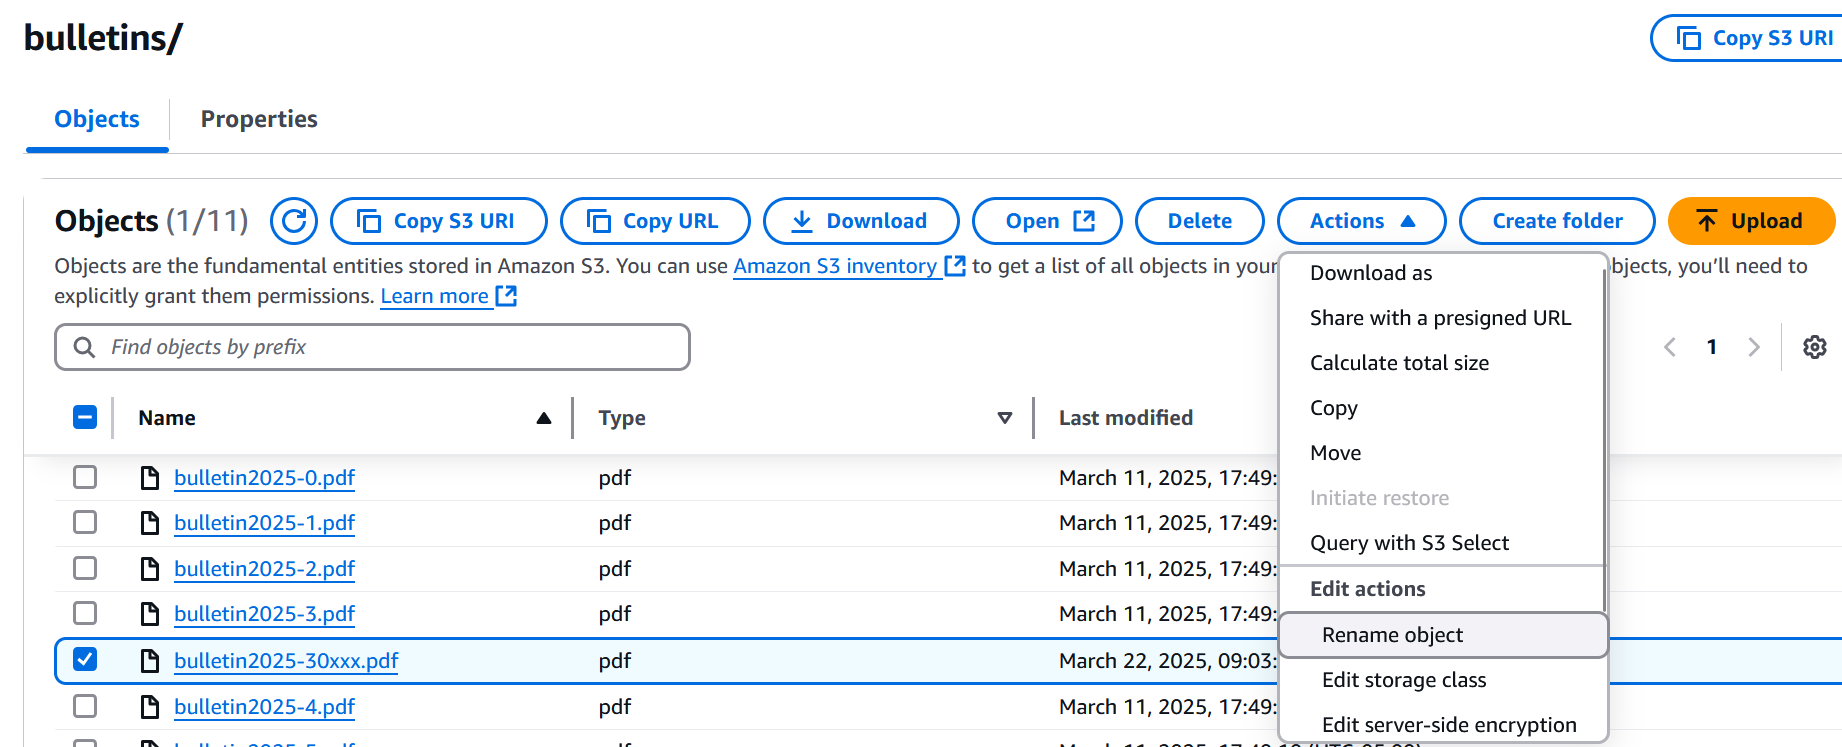 bulletins/
Copy S3 URI
Objects
Properties
Objects (1/11)
Copy S3 URI
Copy URL
Download
Open
Delete
Actions
Create folder
Upload
Objects are the fundamental entities stored in Amazon S3. You can use Amazon S3 inventory to get a list of all objects in your
bjects, you'll need to
explicitly grant them permissions. Learn more
Find objects by prefix
1
Name
Type
Last modified
bulletin2025-0.pdf pdf March 11, 2025, 17:49:
bulletin2025-1.pdf pdf March 11, 2025, 17:49:
bulletin2025-2.pdf pdf March 11, 2025, 17:49:
bulletin2025-3.pdf pdf March 11, 2025, 17:49:
bulletin2025-30xxx.pdf pdf March 22, 2025, 09:03:
bulletin2025-4.pdf pdf March 11, 2025, 17:49:
Download as
Share with a presigned URL
Calculate total size
Copy
Move
Initiate restore
Query with S3 Select
Edit actions
Rename object
Edit storage class
Edit server-side encryption